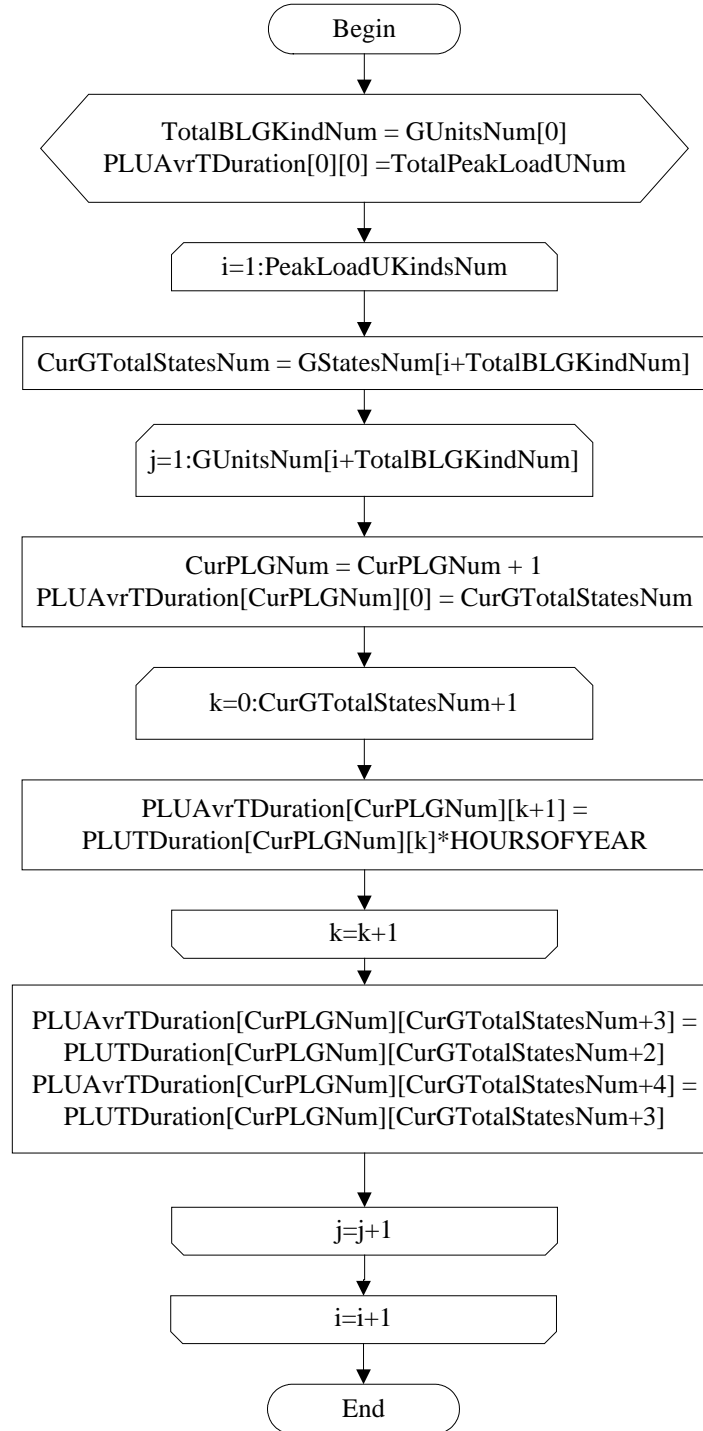 Begin
TotalBLGKindNum = GUnitsNum[0]
PLUAvrTDuration[0][0] =TotalPeakLoadUNum
i=1:PeakLoadUKindsNum
CurGTotalStatesNum = GStatesNum[i+TotalBLGKindNum]
j=1:GUnitsNum[i+TotalBLGKindNum]
CurPLGNum = CurPLGNum + 1
PLUAvrTDuration[CurPLGNum][0] = CurGTotalStatesNum
k=0:CurGTotalStatesNum+1
PLUAvrTDuration[CurPLGNum][k+1] =
PLUTDuration[CurPLGNum][k]*HOURSOFYEAR
k=k+1
PLUAvrTDuration[CurPLGNum][CurGTotalStatesNum+3] =
PLUTDuration[CurPLGNum][CurGTotalStatesNum+2]
PLUAvrTDuration[CurPLGNum][CurGTotalStatesNum+4] =
PLUTDuration[CurPLGNum][CurGTotalStatesNum+3]
j=j+1
i=i+1
End